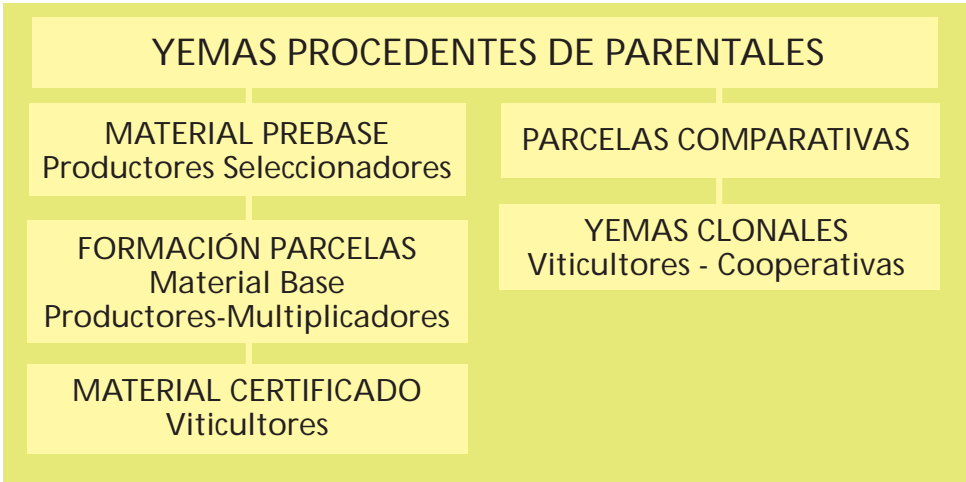 YEMAS PROCEDENTES DE PARENTALES
MATERIAL PREBASE
Productores Seleccionadores
FORMACIÓN PARCELAS
Material Base
Productores-Multiplicadores
MATERIAL CERTIFICADO
Viticultores
PARCELAS COMPARATIVAS
YEMAS CLONALES
Viticultores - Cooperativas